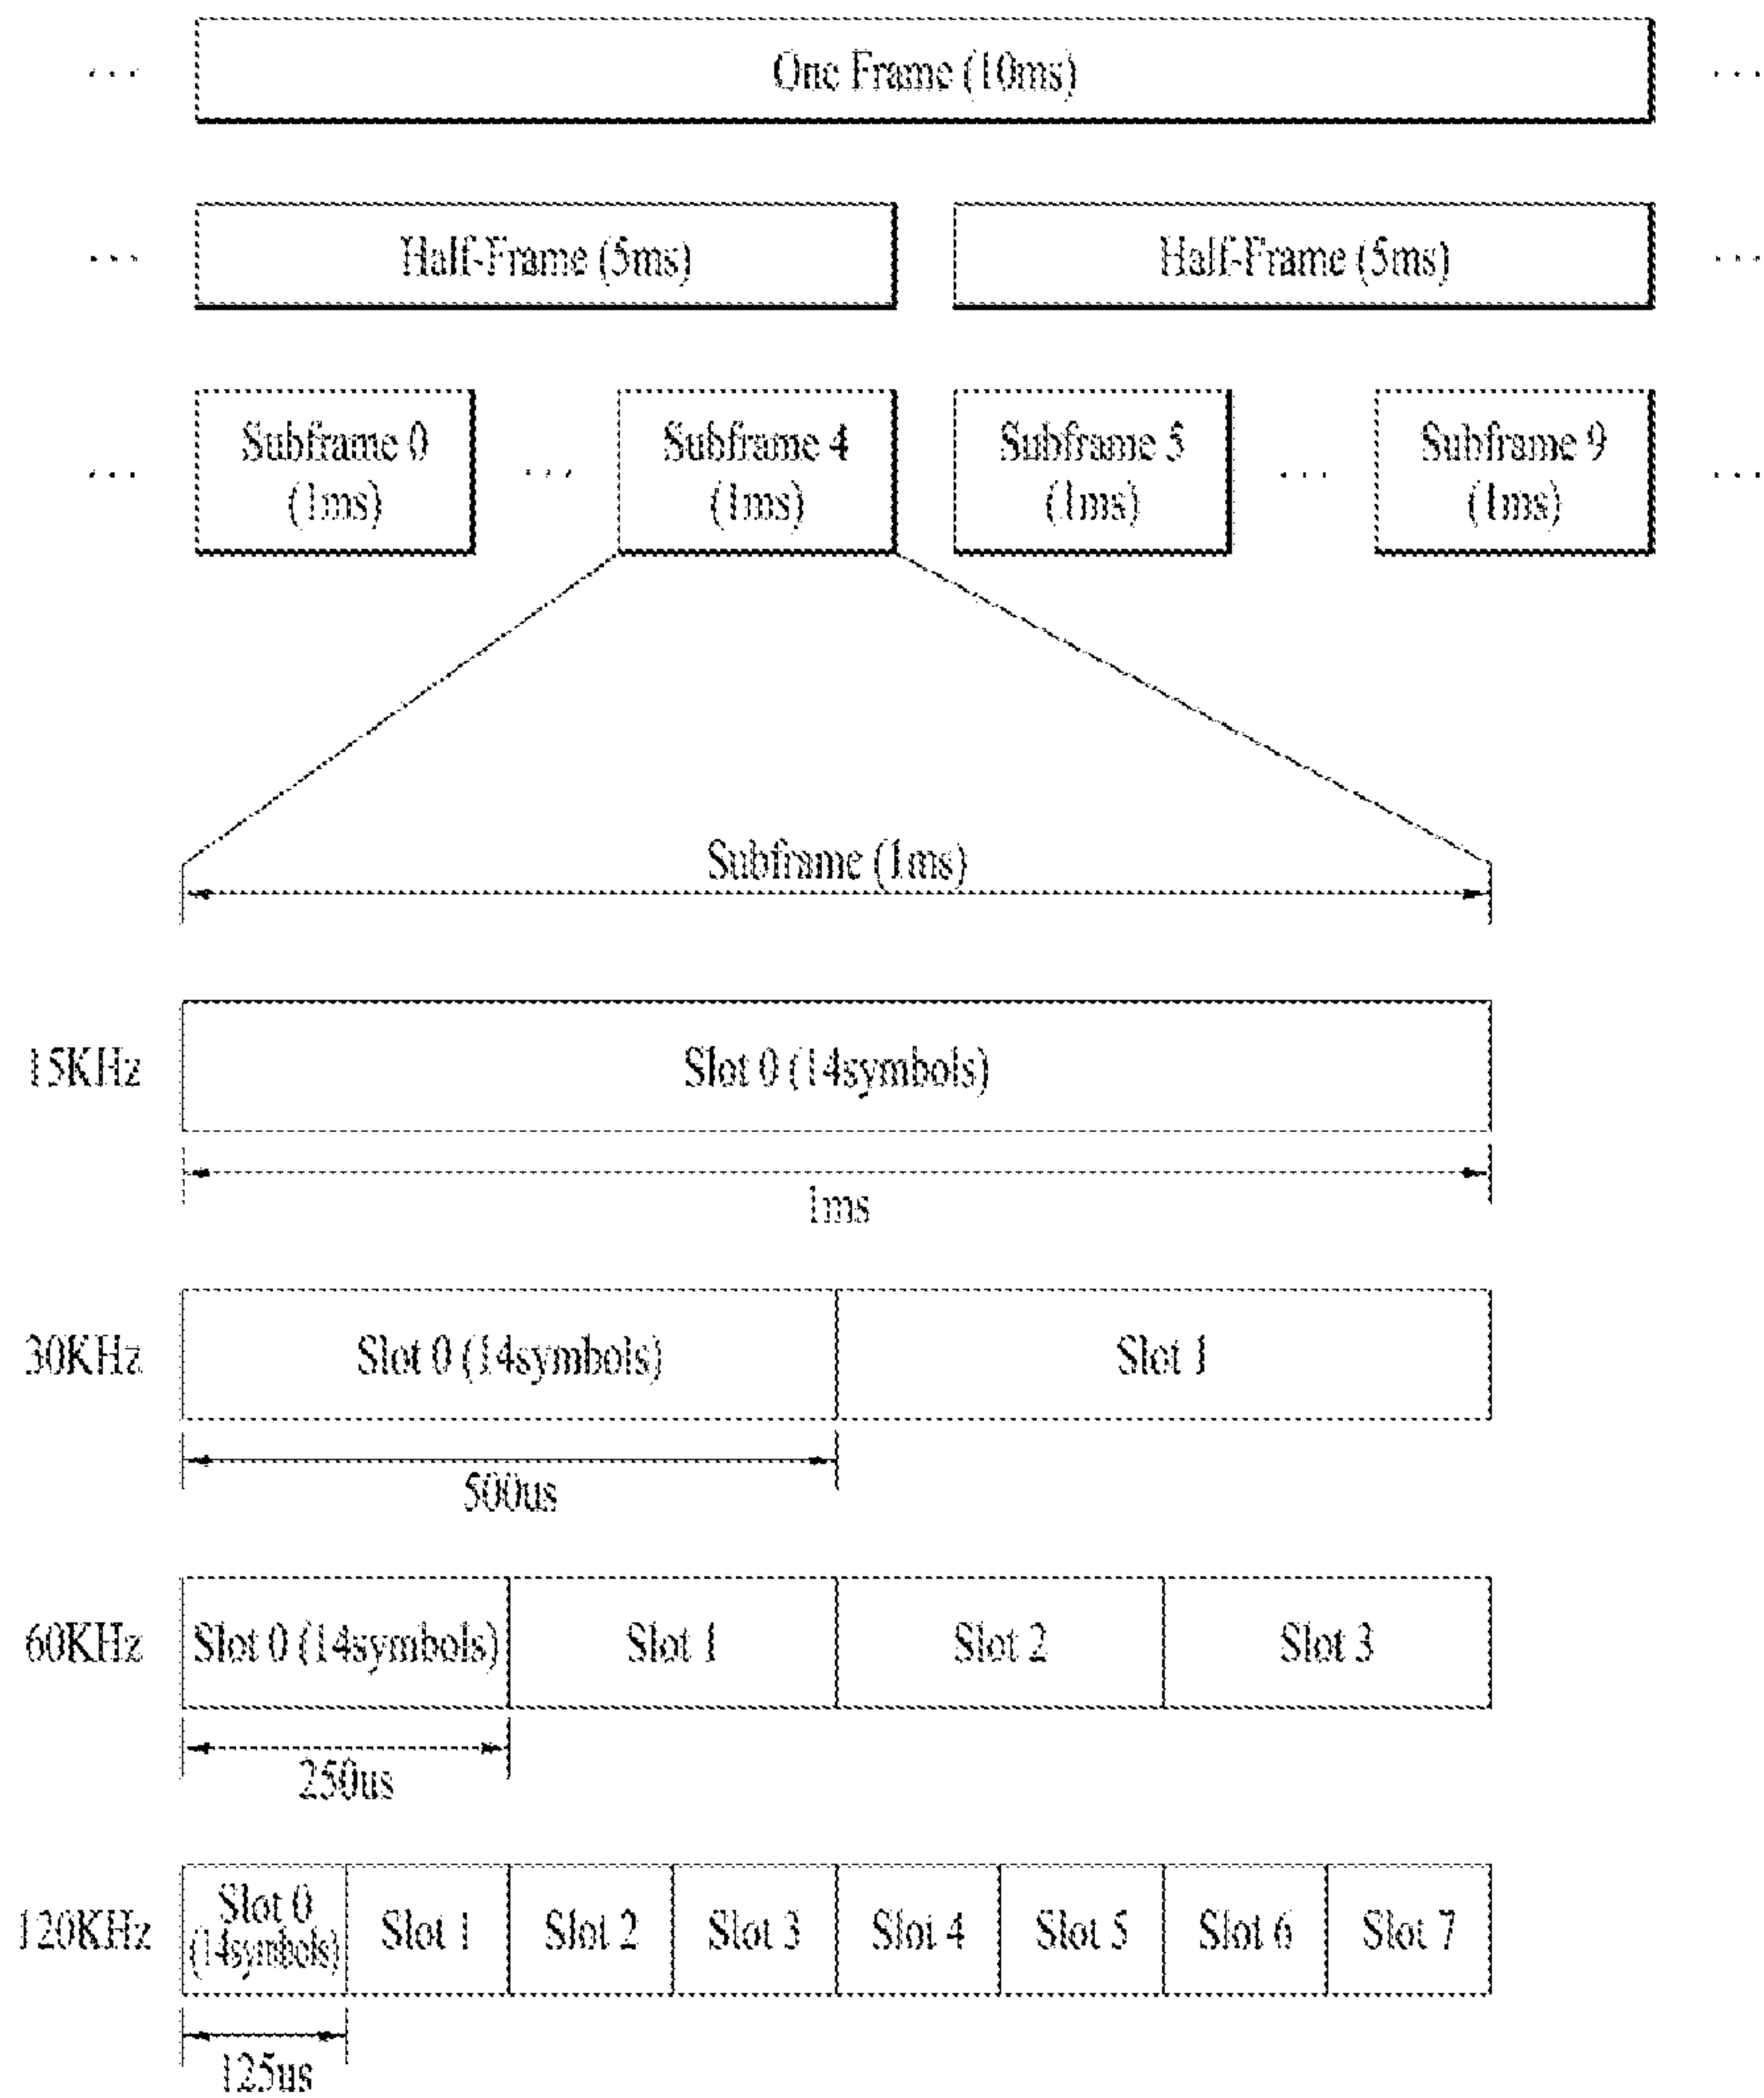 ... One Frame (10ms) ...
... Half-Frame (5ms) Half-Frame (5ms) ...
... Subframe 0 ... Subframe 4 Subframe 5 ... Subframe 9 ...
(1ms) (1ms) (1ms) (1ms)
Subframe (1ms)
15KHz Slot 0 (14symbols)
1ms
30KHz Slot 0 (14symbols) Slot 1
500us
60KHz Slot 0 (14symbols) Slot 1 Slot 2 Slot 3
250us
120KHz Slot 0 (14symbols) Slot 1 Slot 2 Slot 3 Slot 4 Slot 5 Slot 6 Slot 7
125us